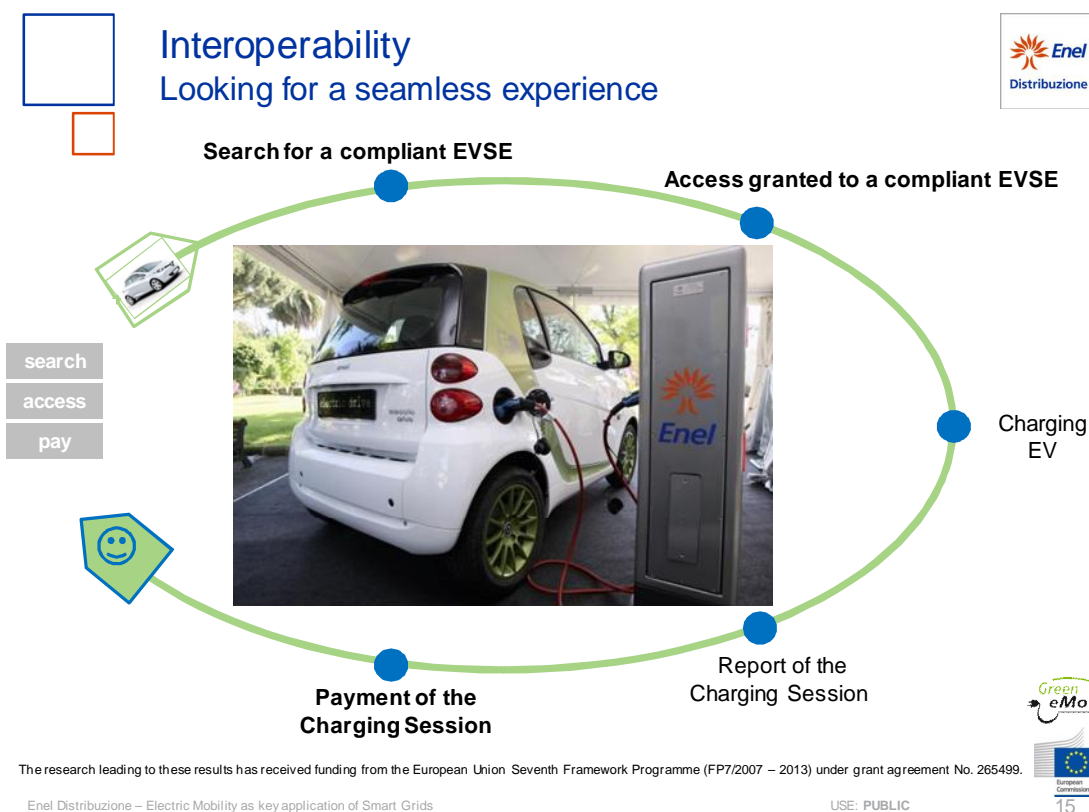 Interoperability
Looking for a seamless experience
Enel
Distribuzione
Search for a compliant EVSE
Access granted to a compliant EVSE
search
access
pay
electric drive
Enel
Charging
EV
Report of the
Charging Session
Payment of the
Charging Session
Green
eMo
European
Commission
The research leading to these results has received funding from the European Union Seventh Framework Programme (FP7/2007 – 2013) under grant agreement No. 265499.
Enel Distribuzione – Electric Mobility as key application of Smart Grids
USE: PUBLIC
15